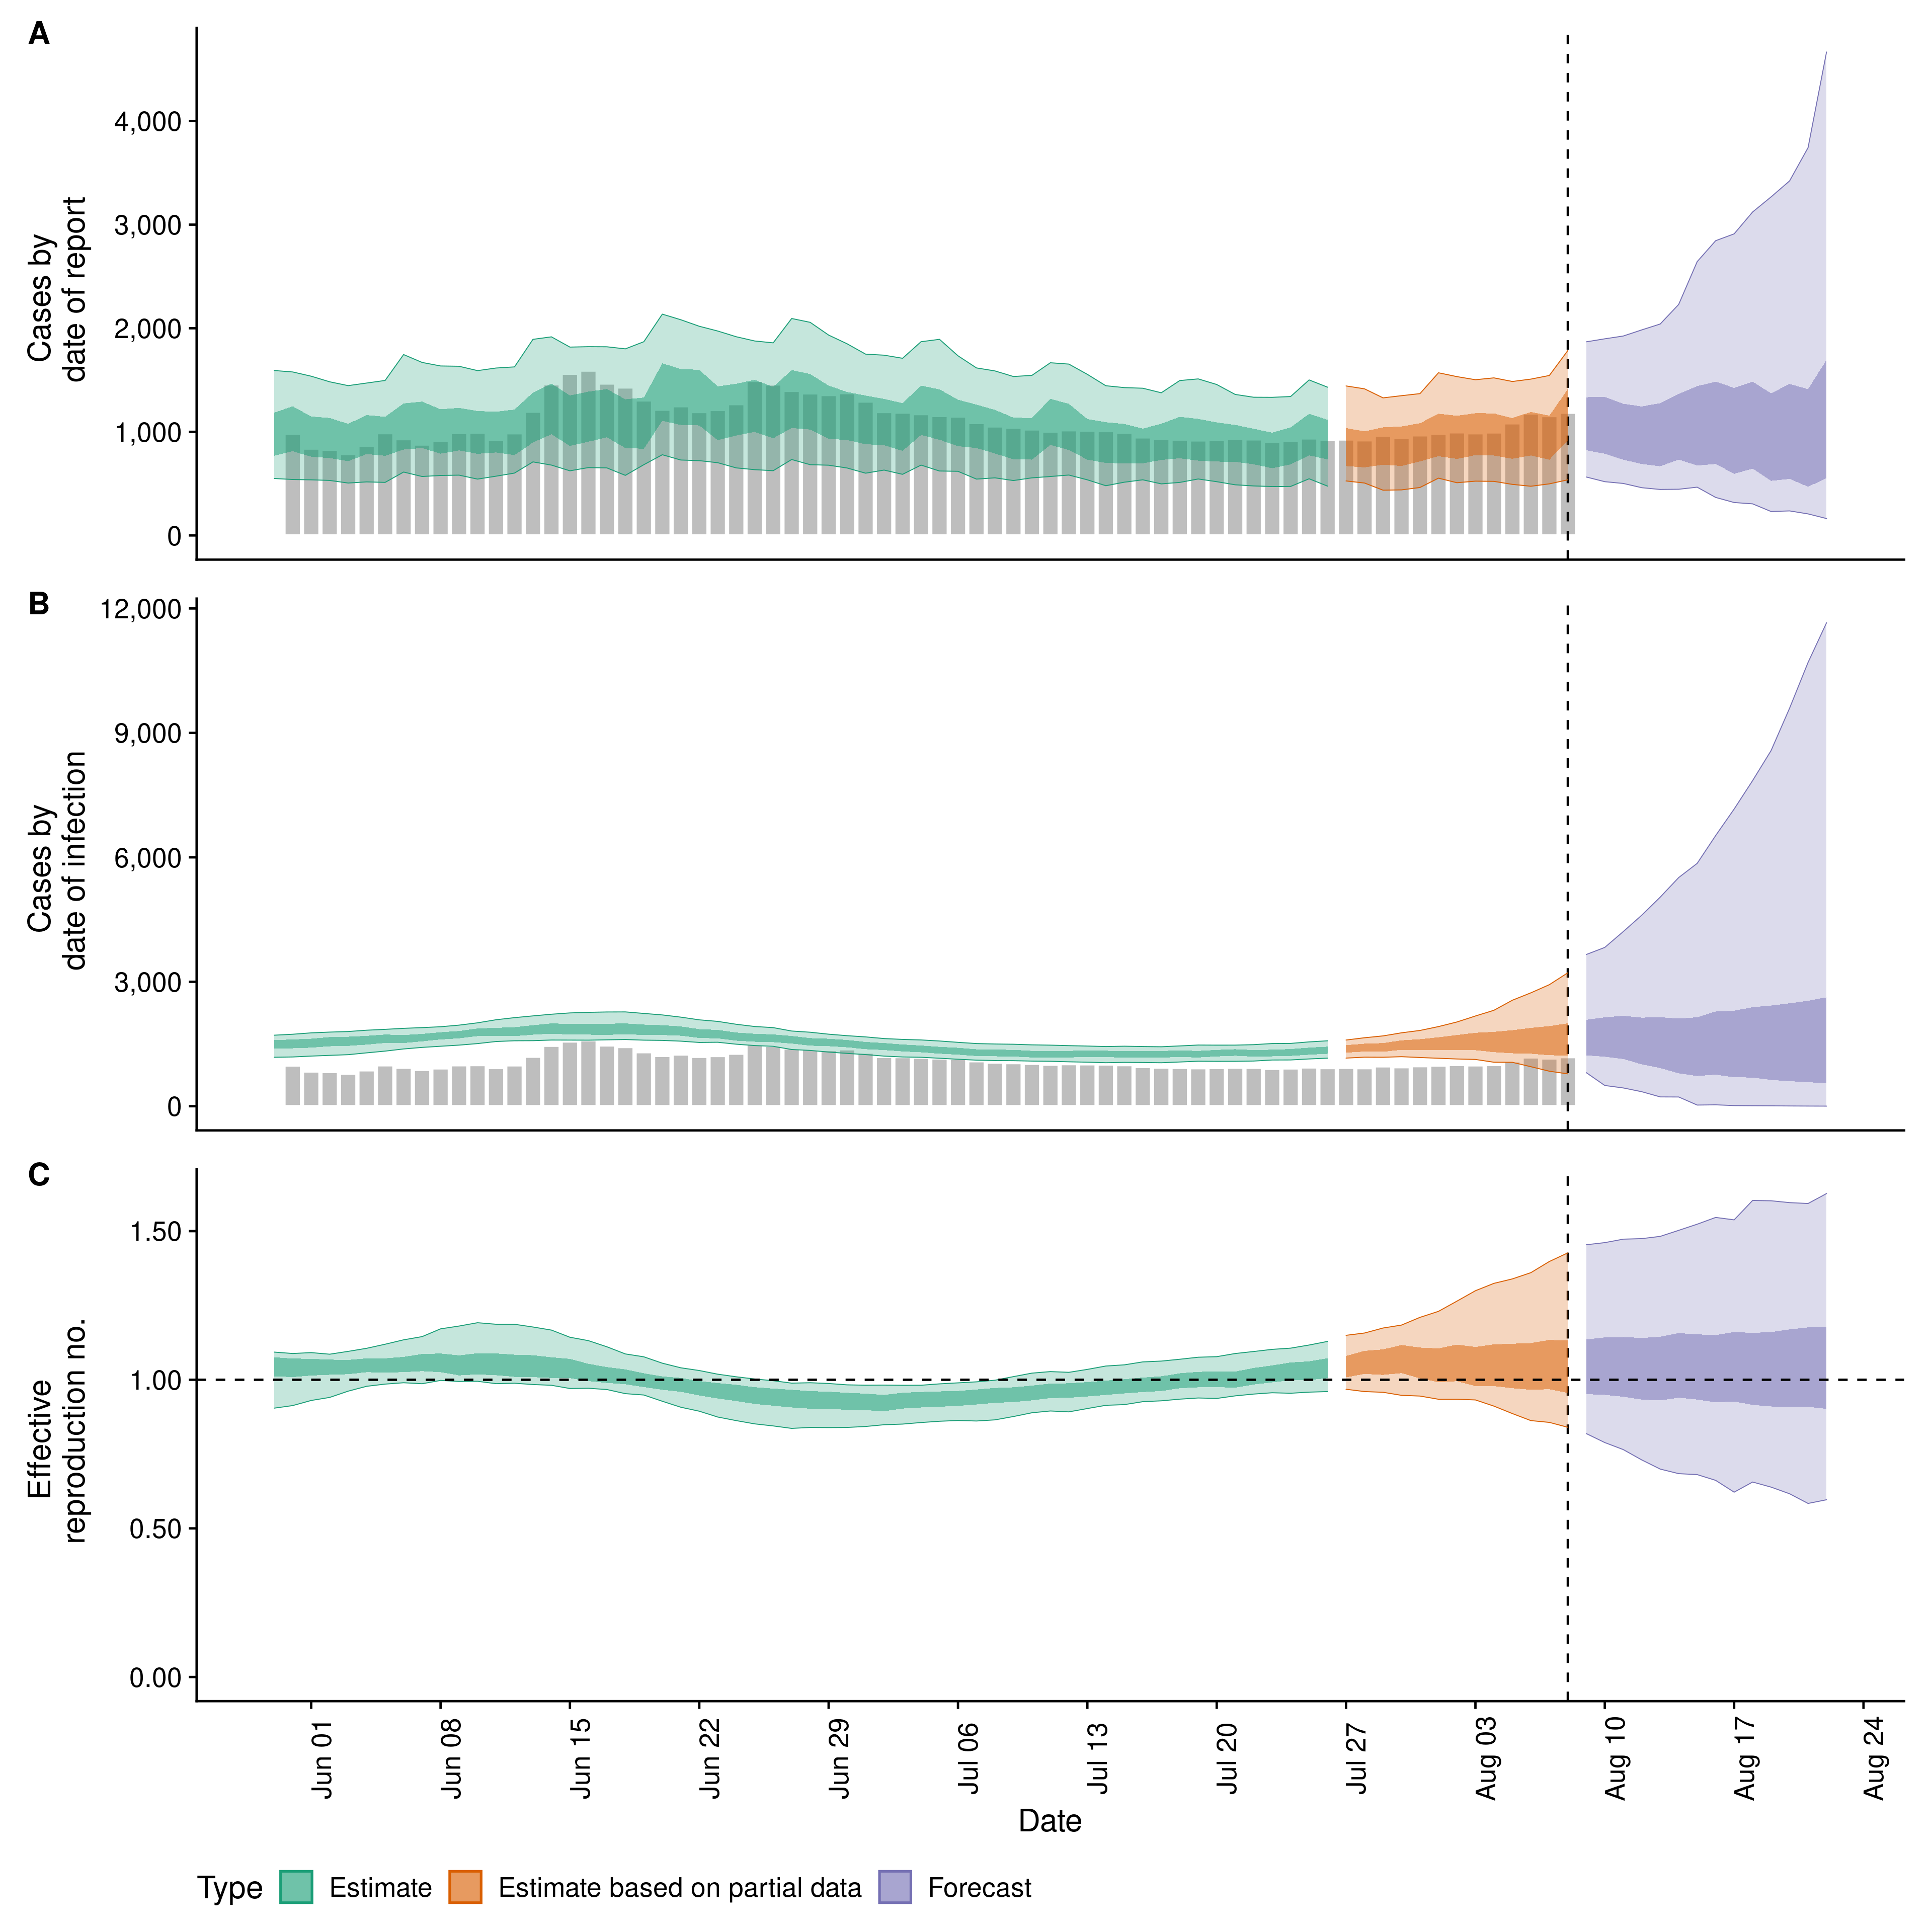 A
Cases by
date of report
4,000
3,000
2,000
1,000
0
B
Cases by
date of infection
12,000
9,000
6,000
3,000
0
C
Effective
reproduction no.
1.50
1.00
0.50
0.00
Jun 01
Jun 08
Jun 15
Jun 22
Jun 29
Jul 06
Jul 13
Jul 20
Jul 27
Aug 03
Aug 10
Aug 17
Aug 24
Date
Type Estimate Estimate based on partial data Forecast